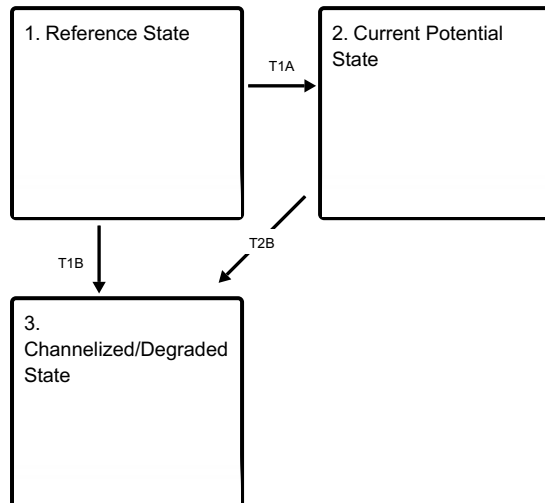 1. Reference State
2. Current Potential
State
T1A
T1B
T2B
3.
Channelized/Degraded
State